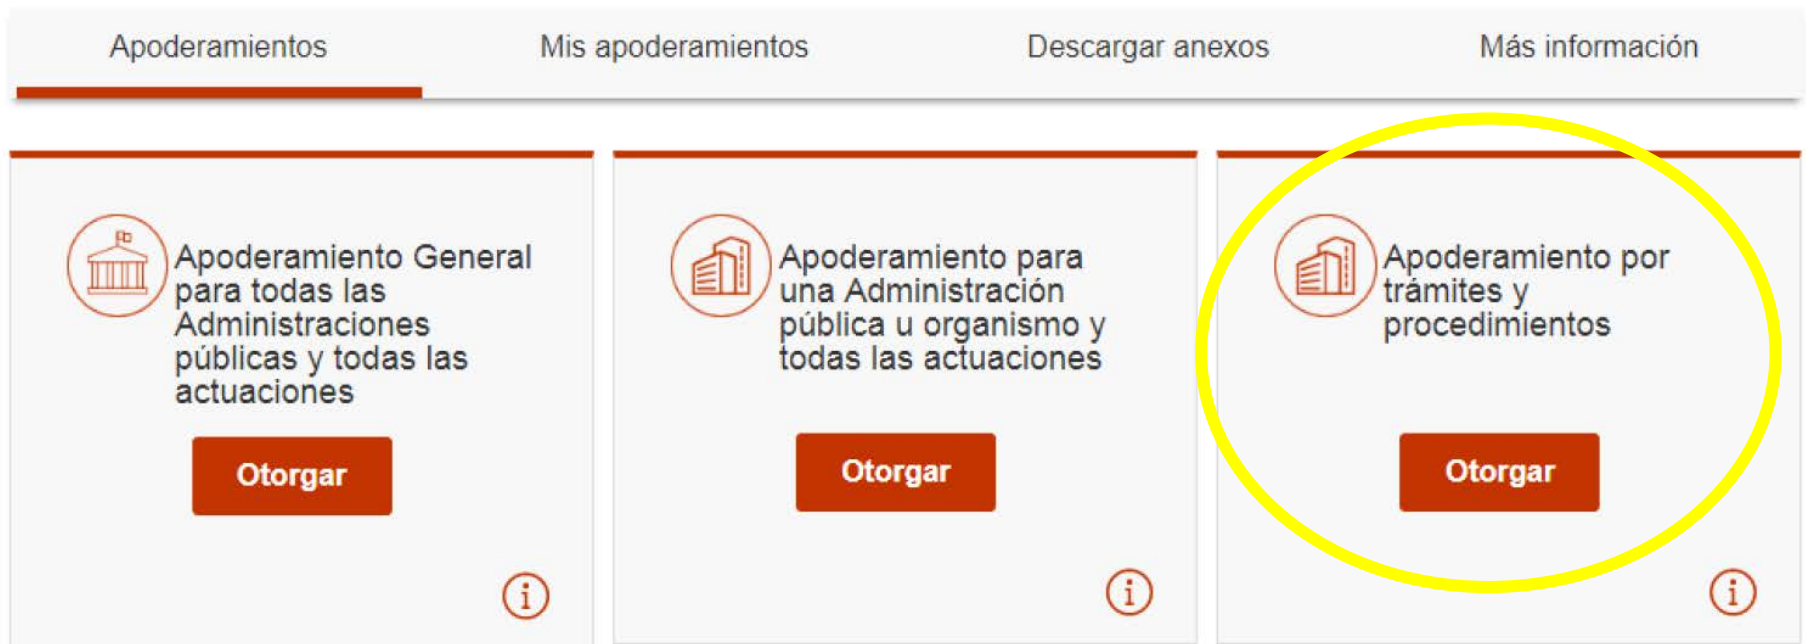 Apoderamientos
Mis apoderamientos
Descargar anexos
Más información
Apoderamiento General
para todas las
Administraciones
públicas y todas las
actuaciones
Otorgar
i
Apoderamiento para
una Administración
pública u organismo y
todas las actuaciones
Otorgar
i
Apoderamiento por
trámites y
procedimientos
Otorgar
i